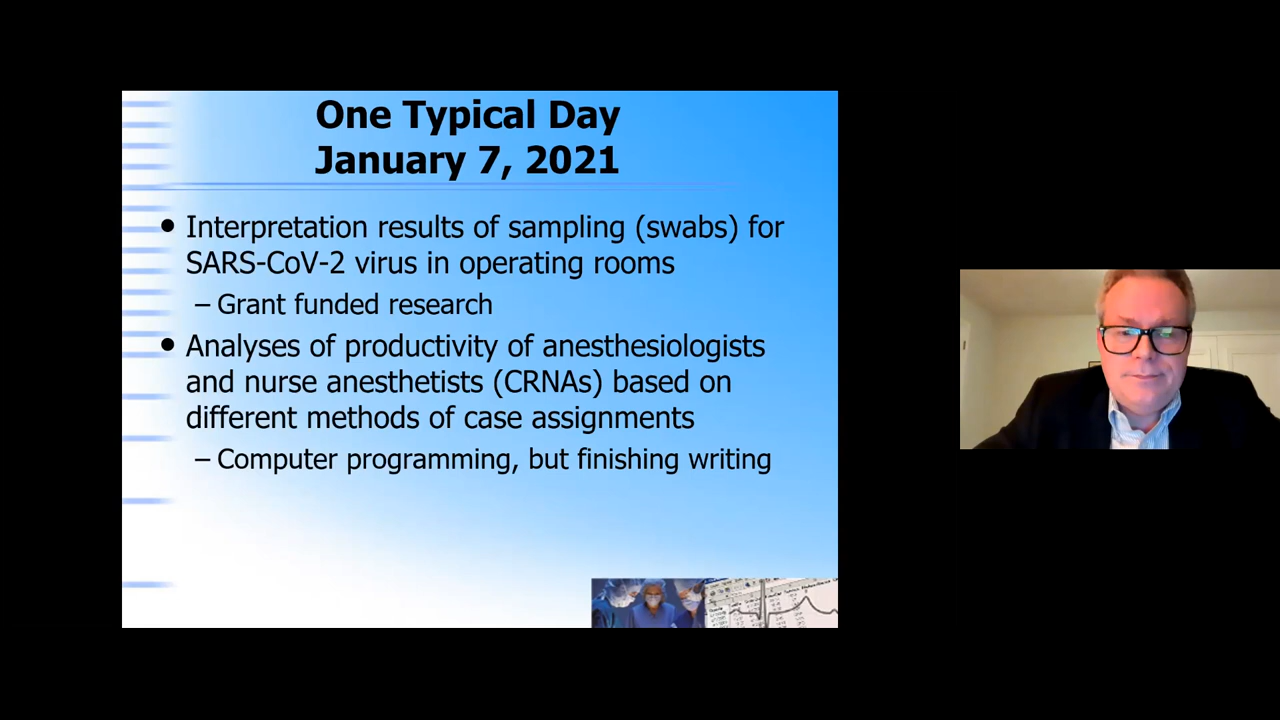 One Typical Day
January 7, 2021
• Interpretation results of sampling (swabs) for
SARS-CoV-2 virus in operating rooms
– Grant funded research
• Analyses of productivity of anesthesiologists
and nurse anesthetists (CRNAs) based on
different methods of case assignments
– Computer programming, but finishing writing